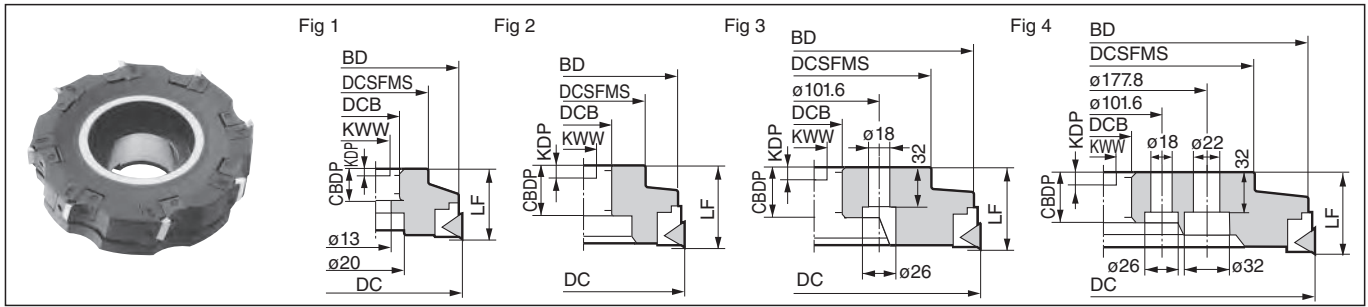 Fig 1
BD
DCSFMS
DCB
KWW
KDP
CBDP
LF
ø13
ø20
DC
Fig 2
BD
DCSFMS
DCB
KWW
KDP
CBDP
LF
DC
Fig 3
BD
DCSFMS
ø101.6
DCB
KWW
ø18
KDP
CBDP
32
LF
ø26
DC
Fig 4
BD
DCSFMS
ø177.8
ø101.6
DCB
KWW
ø18
ø22
KDP
CBDP
32
LF
ø26
ø32
DC